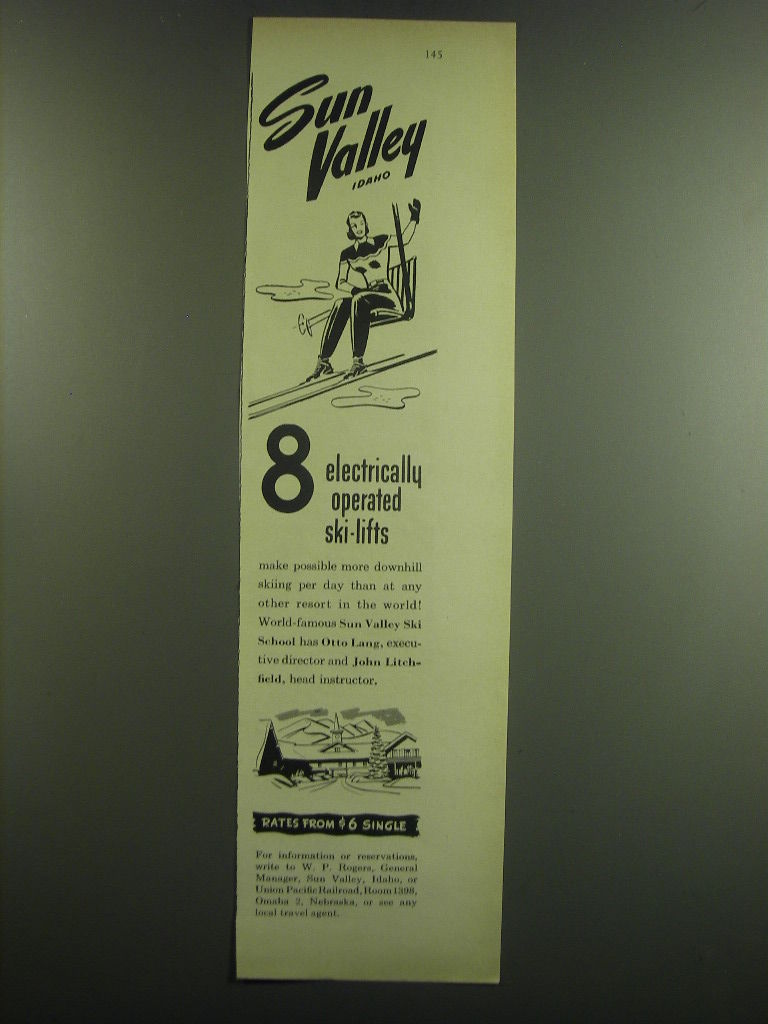 145
Sun
Valley
IDAHO
8 electrically
operated
ski-lifts
make possible more downhill
skiing per day than at any
other resort in the world!
World-famous Sun Valley Ski
School has Otto Lang, execu-
tive director and John Litch-
field, head instructor.
RATES FROM $6 SINGLE
For information or reservations,
write to W. P. Rogers, General
Manager, Sun Valley, Idaho, or
Union Pacific Railroad, Room 1398,
Omaha 2, Nebraska, or see any
local travel agent.